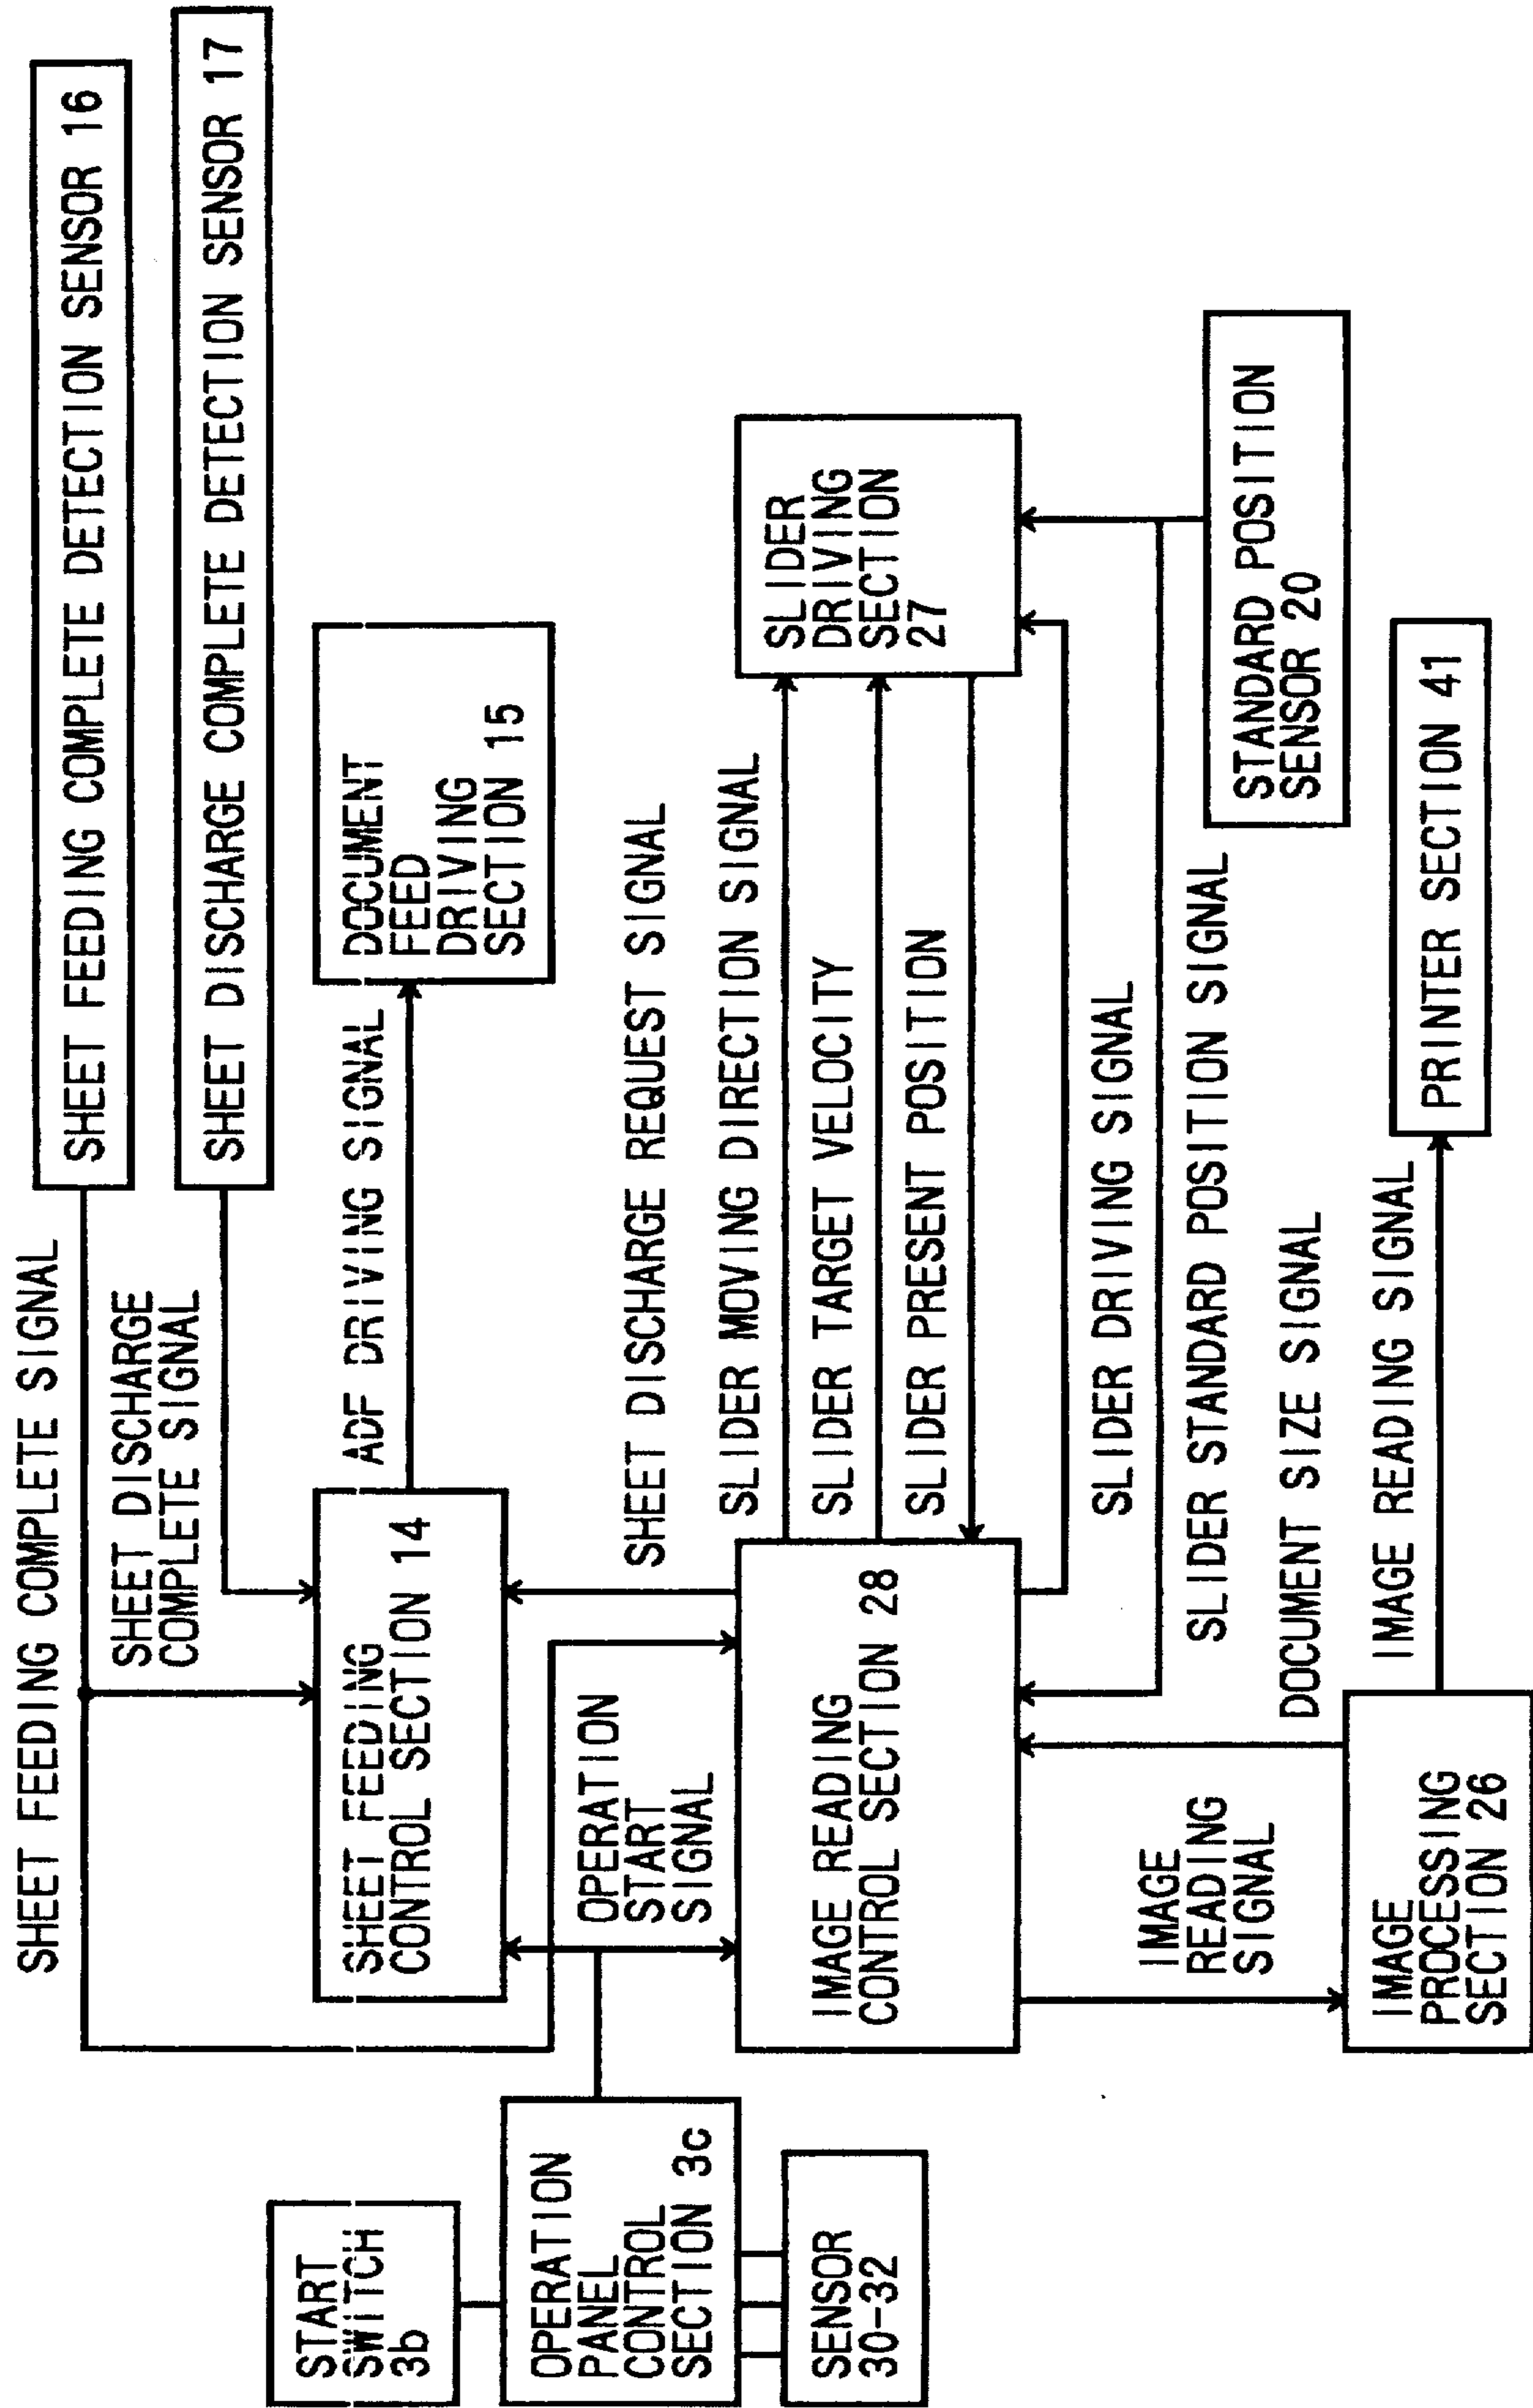 SHEET FEEDING COMPLETE SIGNAL
SHEET FEEDING COMPLETE DETECTION SENSOR 16
SHEET DISCHARGE
COMPLETE SIGNAL
SHEET DISCHARGE COMPLETE DETECTION SENSOR 17
START
SWITCH
3b
SHEET FEEDING
CONTROL SECTION 14
ADF DRIVING SIGNAL
DOCUMENT
FEED
DRIVING
SECTION 15
OPERATION
PANEL
CONTROL
SECTION 3c
OPERATION
START
SIGNAL
SHEET DISCHARGE REQUEST SIGNAL
SENSOR
30-32
IMAGE READING
CONTROL SECTION 28
SLIDER MOVING DIRECTION SIGNAL
SLIDER TARGET VELOCITY
SLIDER PRESENT POSITION
SLIDER
DRIVING
SECTION
27
SLIDER DRIVING SIGNAL
SLIDER STANDARD POSITION SIGNAL
STANDARD POSITION
SENSOR 20
IMAGE
READING
SIGNAL
DOCUMENT SIZE SIGNAL
IMAGE
PROCESSING
SECTION 26
IMAGE READING SIGNAL
PRINTER SECTION 41